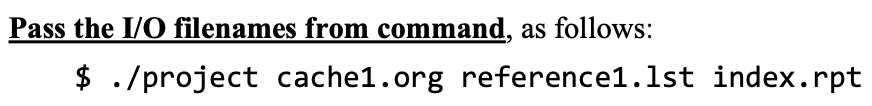 Pass the I/O filenames from command, as follows:
$ ./project cache1.org reference1.lst index.rpt